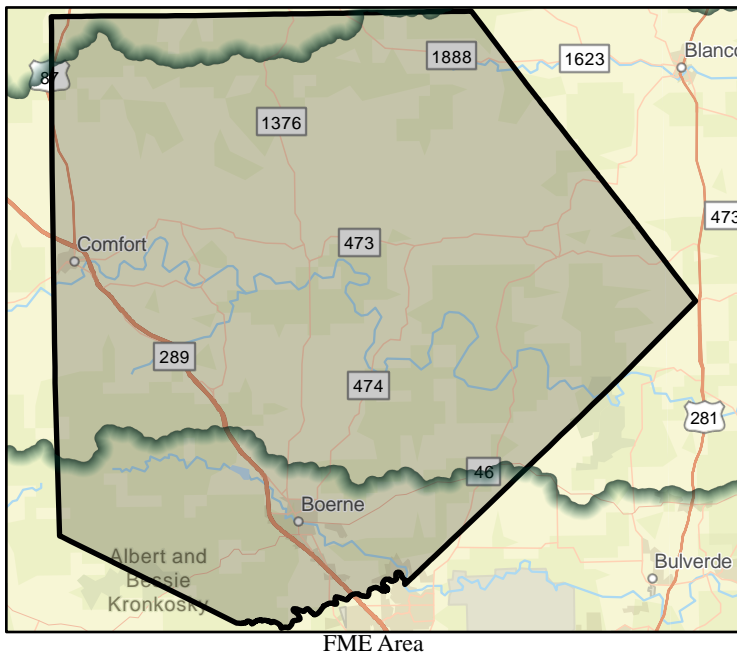 1888
1623
Blanco
87
1376
473
473
Comfort
289
474
281
46
Boerne
Albert and
Bessie
Kronkosky
Bulverde
FME Area